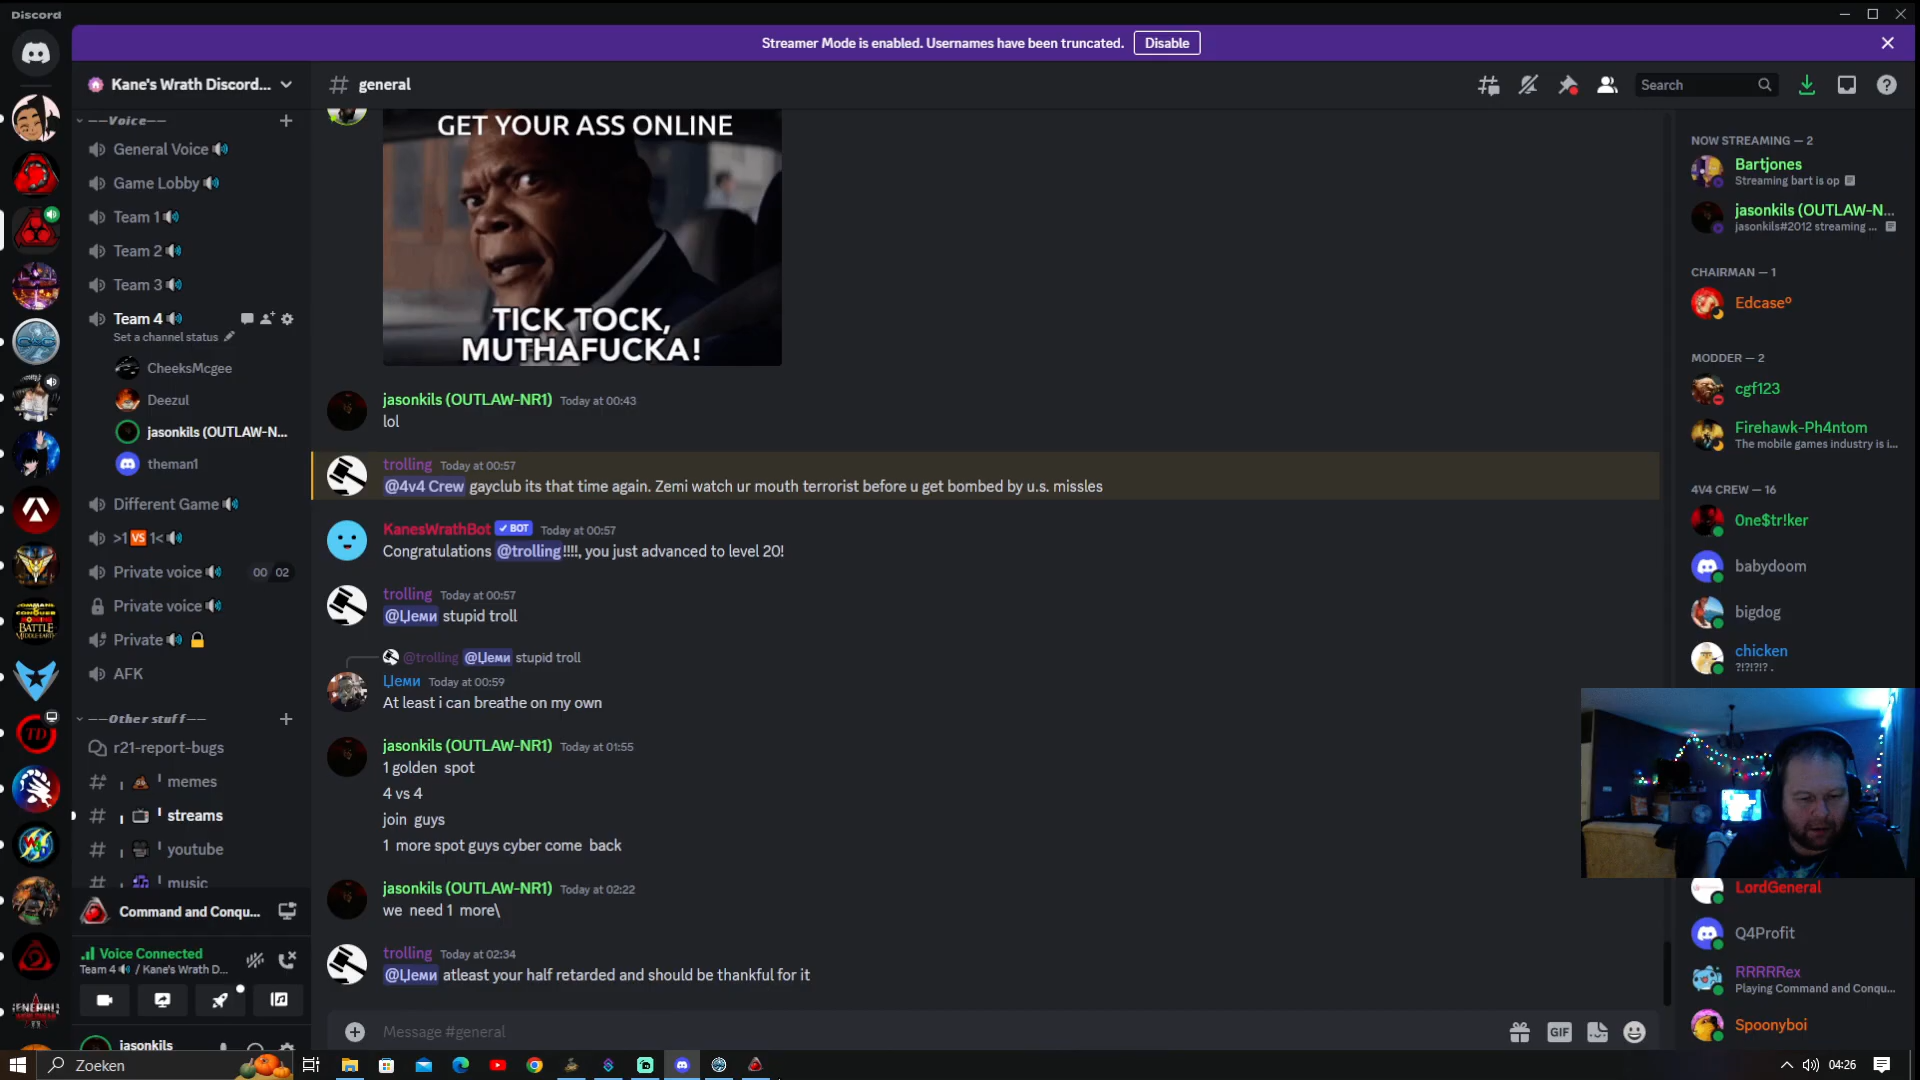 Discord
Streamer Mode is enabled. Usernames have been truncated.
Disable
Kane's Wrath Discord...
general
Search
Voice
General Voice
Game Lobby
Team 1
Team 2
Team 3
Team 4
Set a channel status
CheeksMcgee
Deezul
jasonkils (OUTLAW-N...
theman1
Different Game
>1 VS 1<
Private voice
00 02
Private voice
Private
AFK
Other stuff
r21-report-bugs
memes
streams
youtube
music
Command and Conqu...
Voice Connected
Team 4 / Kane's Wrath D...
jasonkils
GET YOUR ASS ONLINE
TICK TOCK,
MUTHAFUCKA!
jasonkils (OUTLAW-NR1) Today at 00:43
lol
trolling Today at 00:57
@4v4 Crew gayclub its that time again. Zemi watch ur mouth terrorist before u get bombed by u.s. missles
KanesWrathBot BOT Today at 00:57
Congratulations @trolling!!!!, you just advanced to level 20!
trolling Today at 00:57
@Џеми stupid troll
@trolling @Џеми stupid troll
Џеми Today at 00:59
At least i can breathe on my own
jasonkils (OUTLAW-NR1) Today at 01:55
1 golden spot
4 vs 4
join guys
1 more spot guys cyber come back
jasonkils (OUTLAW-NR1) Today at 02:22
we need 1 more\
trolling Today at 02:34
@Џеми atleast your half retarded and should be thankful for it
Message #general
GIF
NOW STREAMING — 2
Bartjones
Streaming bart is op
jasonkils (OUTLAW-N...
jasonkils#2012 streaming ...
CHAIRMAN — 1
Edcaseº
MODDER — 2
cgf123
Firehawk-Ph4ntom
The mobile games industry is i...
4V4 CREW — 16
0ne$tr!ker
babydoom
bigdog
chicken
?!?!?!? .
LordGeneral
Q4Profit
RRRRRex
Playing Command and Conqu...
Spoonyboi
Zoeken
04:26